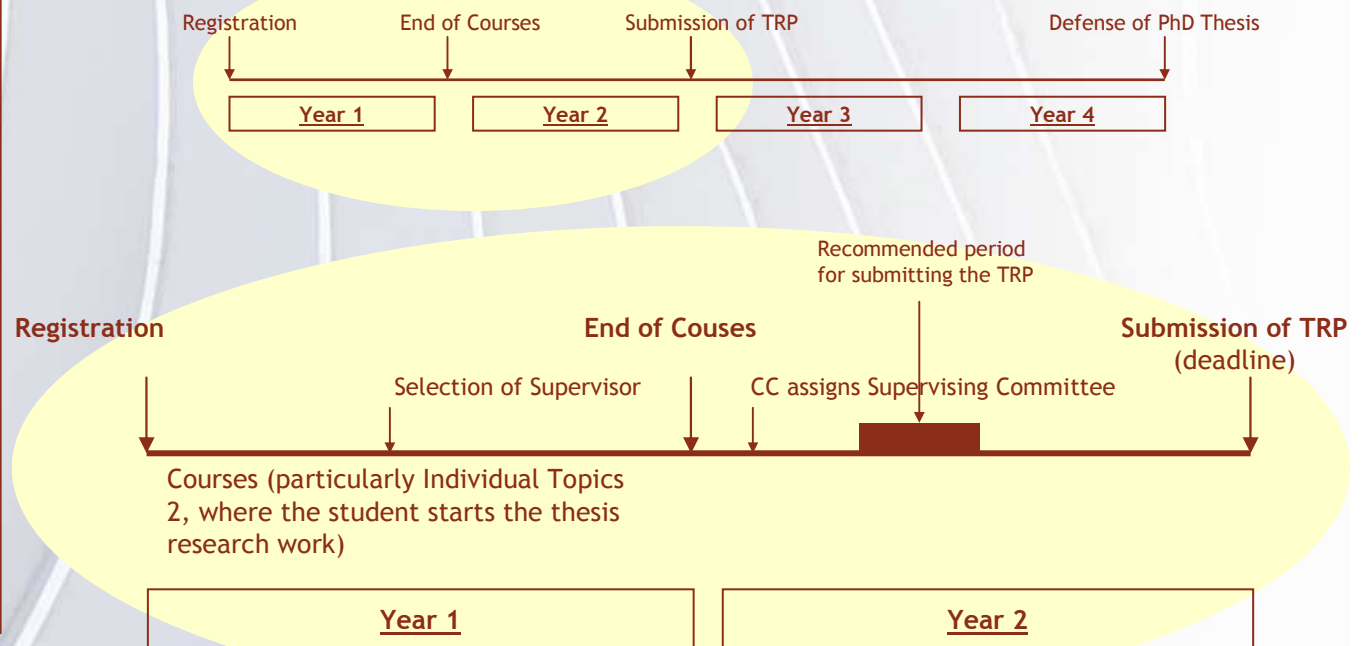 Registration
End of Courses
Submission of TRP
Defense of PhD Thesis
Year 1
Year 2
Year 3
Year 4
Recommended period
for submitting the TRP
Registration
End of Couses
Submission of TRP
(deadline)
Selection of Supervisor
CC assigns Supervising Committee
Courses (particularly Individual Topics
2, where the student starts the thesis
research work)
Year 1
Year 2